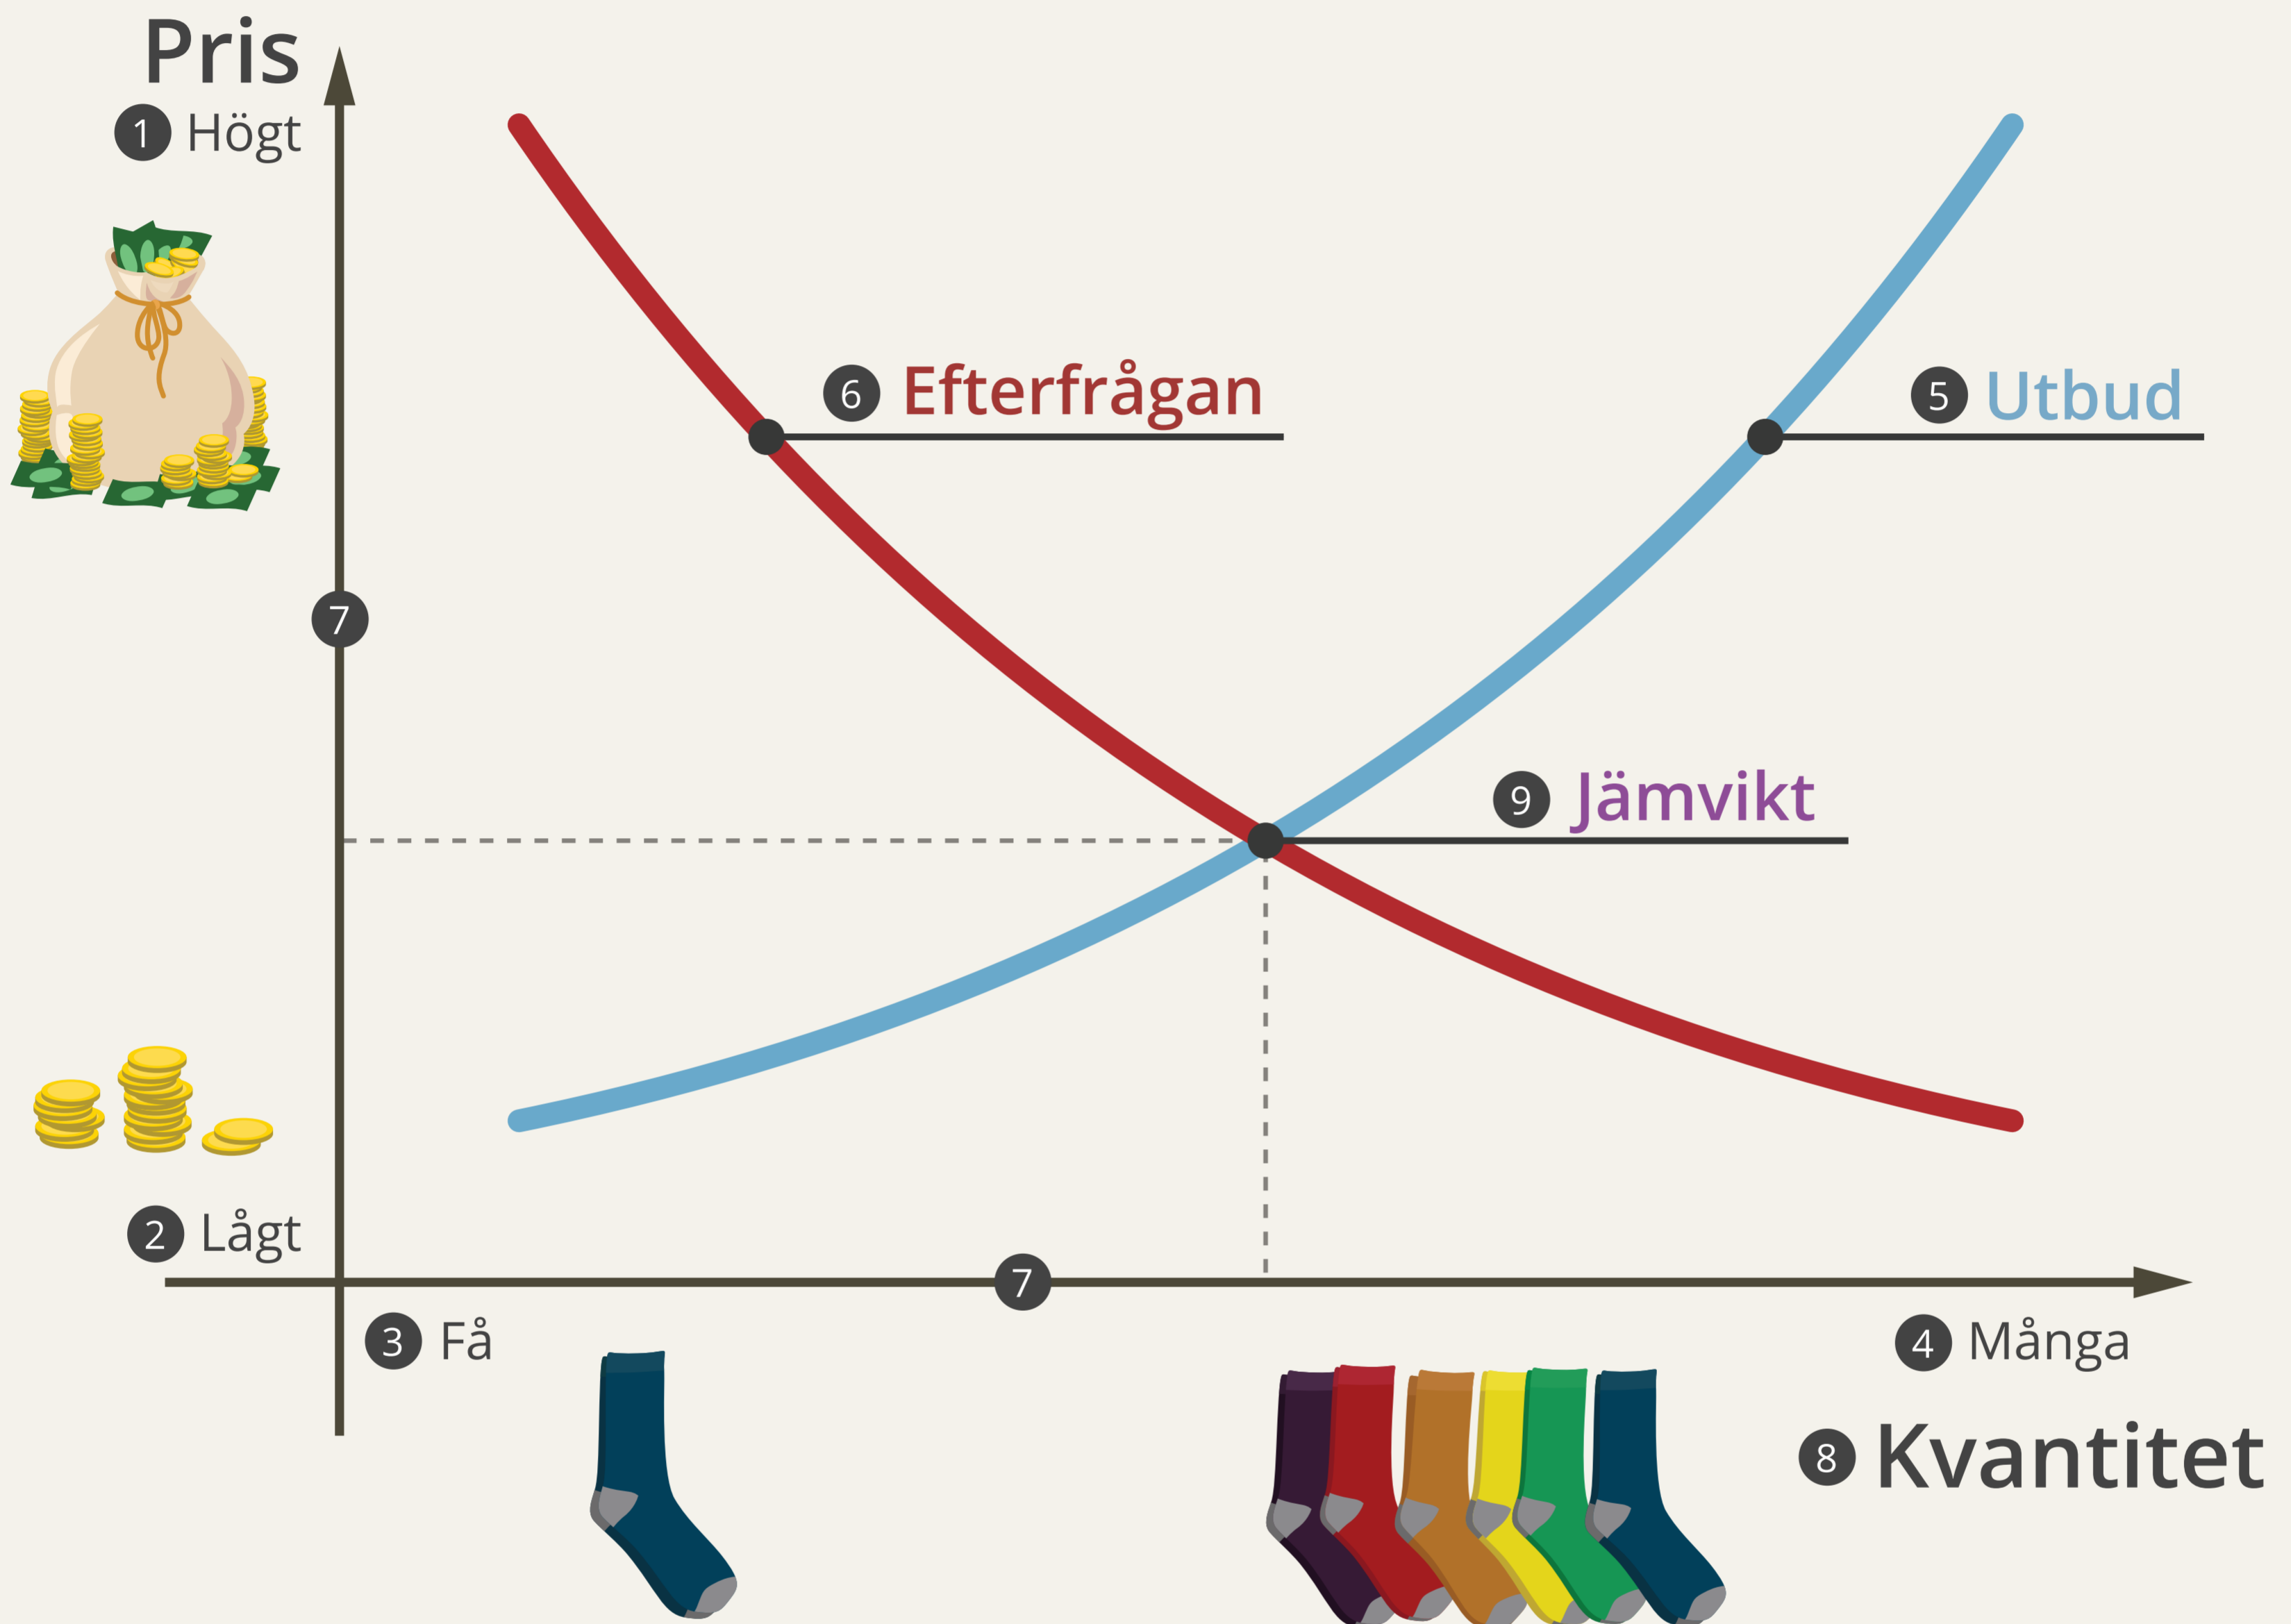 Pris
1 Högt
6 Efterfrågan
5 Utbud
7
9 Jämvikt
2 Lågt
7
3 Få
4 Många
8 Kvantitet